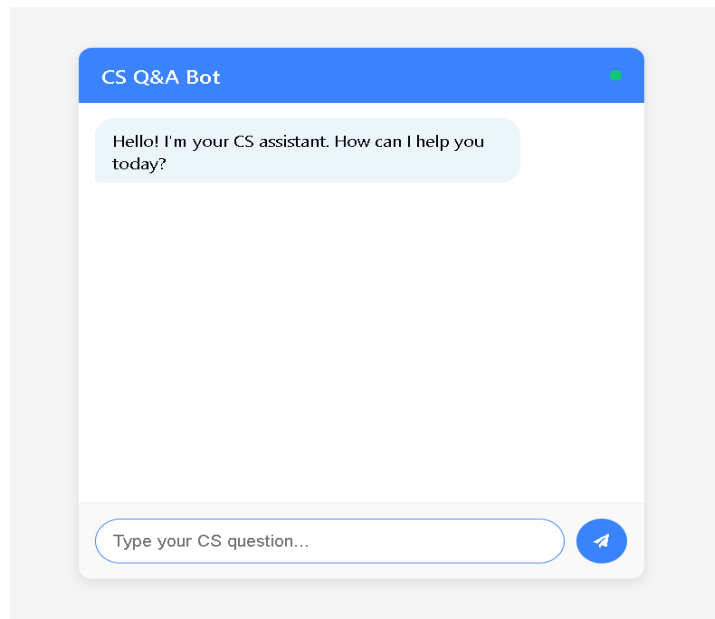 CS Q&A Bot
Hello! I'm your CS assistant. How can I help you
today?
Type your CS question...